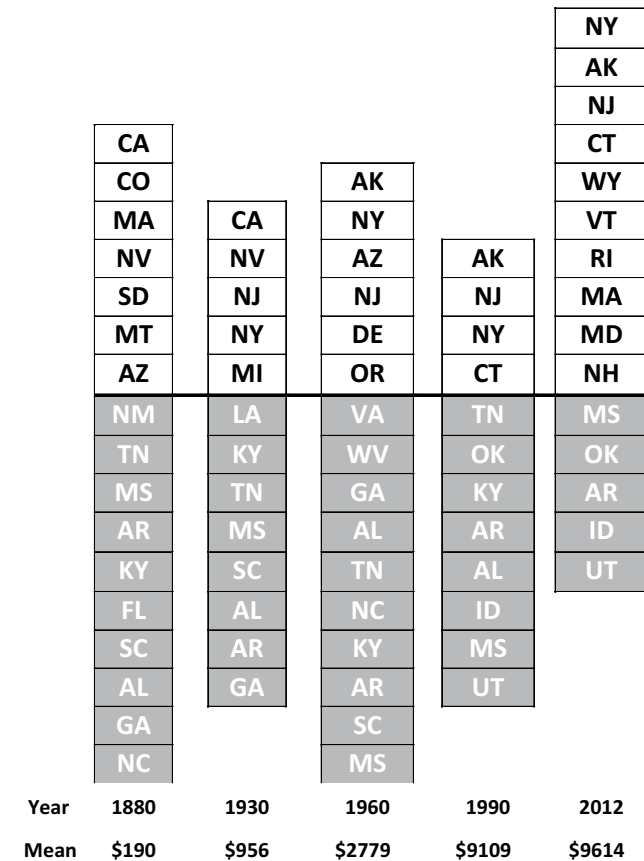 NY
AK
NJ
CA CT
CO AK WY
MA CA NY VT
NV NV AZ AK RI
SD NJ NJ NJ MA
MT NY DE NY MD
AZ MI OR CT NH
NM LA VA TN MS
TN KY WV OK OK
MS TN GA KY AR
AR MS AL AR ID
KY SC TN AL UT
FL AL NC ID
SC AR KY MS
AL GA AR UT
GA SC
NC MS
Year 1880 1930 1960 1990 2012
Mean $190 $956 $2779 $9109 $9614